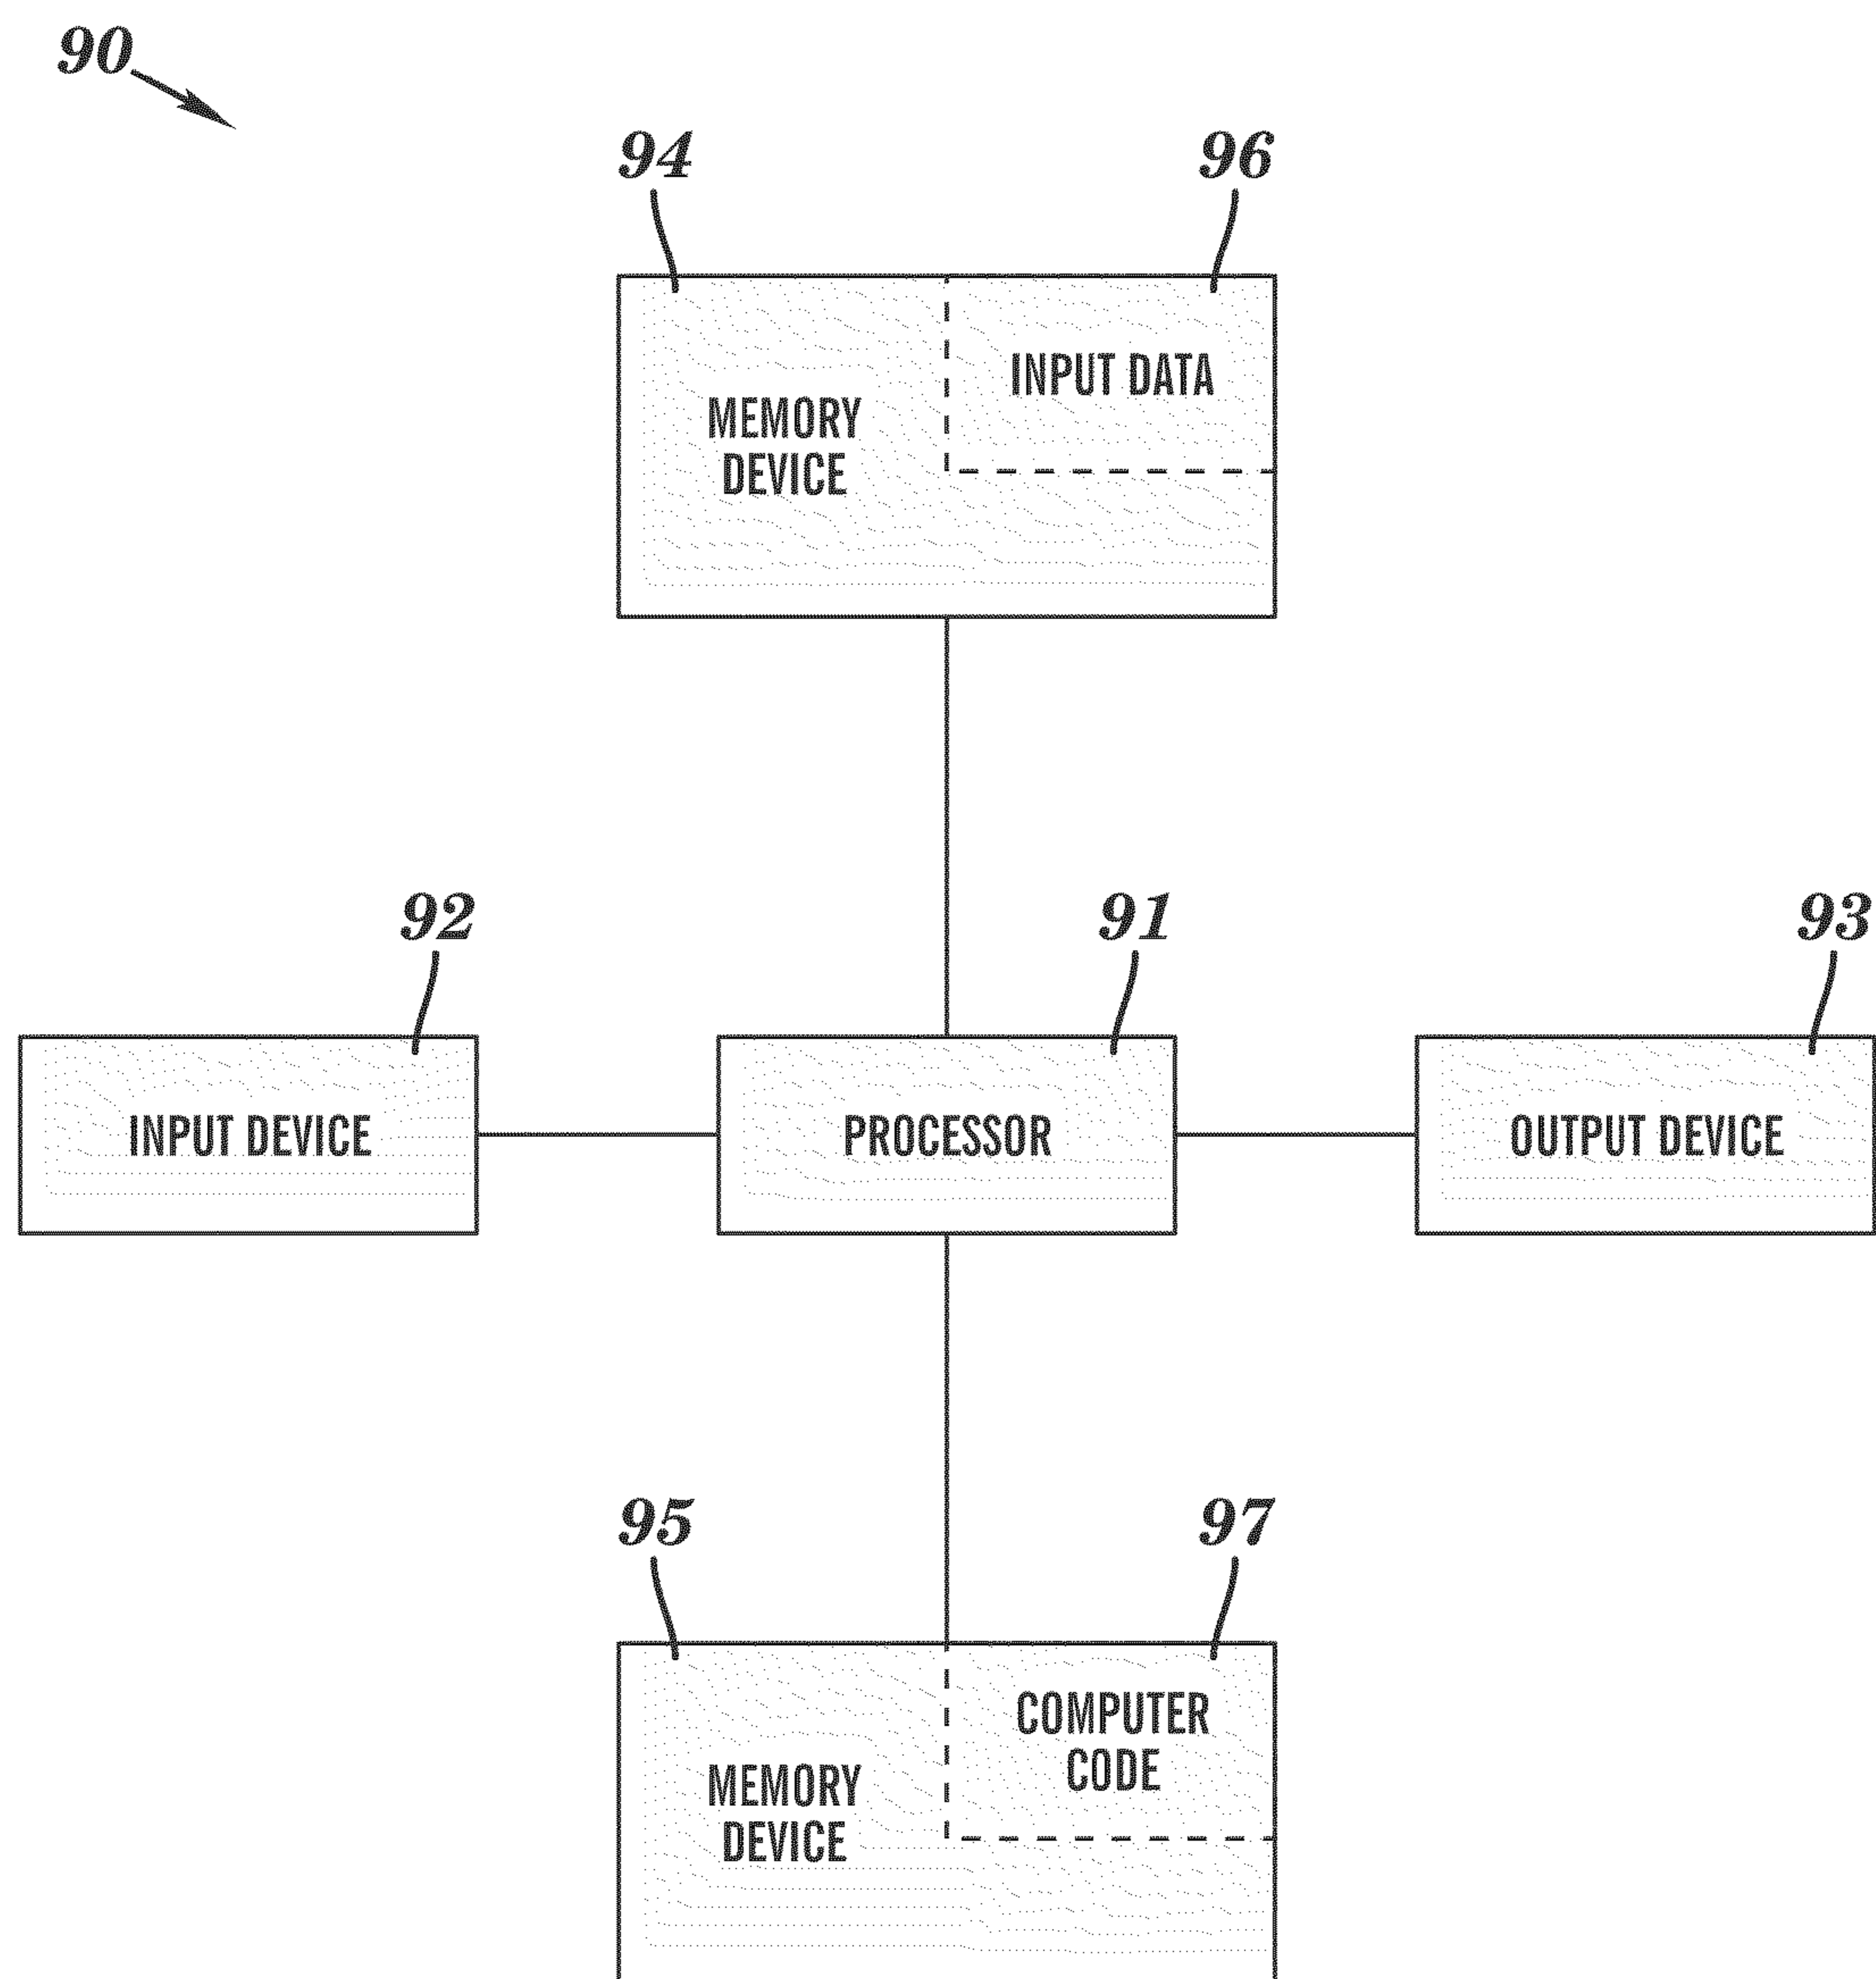 90
94
96
INPUT DATA
MEMORY
DEVICE
92
91
93
INPUT DEVICE
PROCESSOR
OUTPUT DEVICE
95
97
COMPUTER
CODE
MEMORY
DEVICE